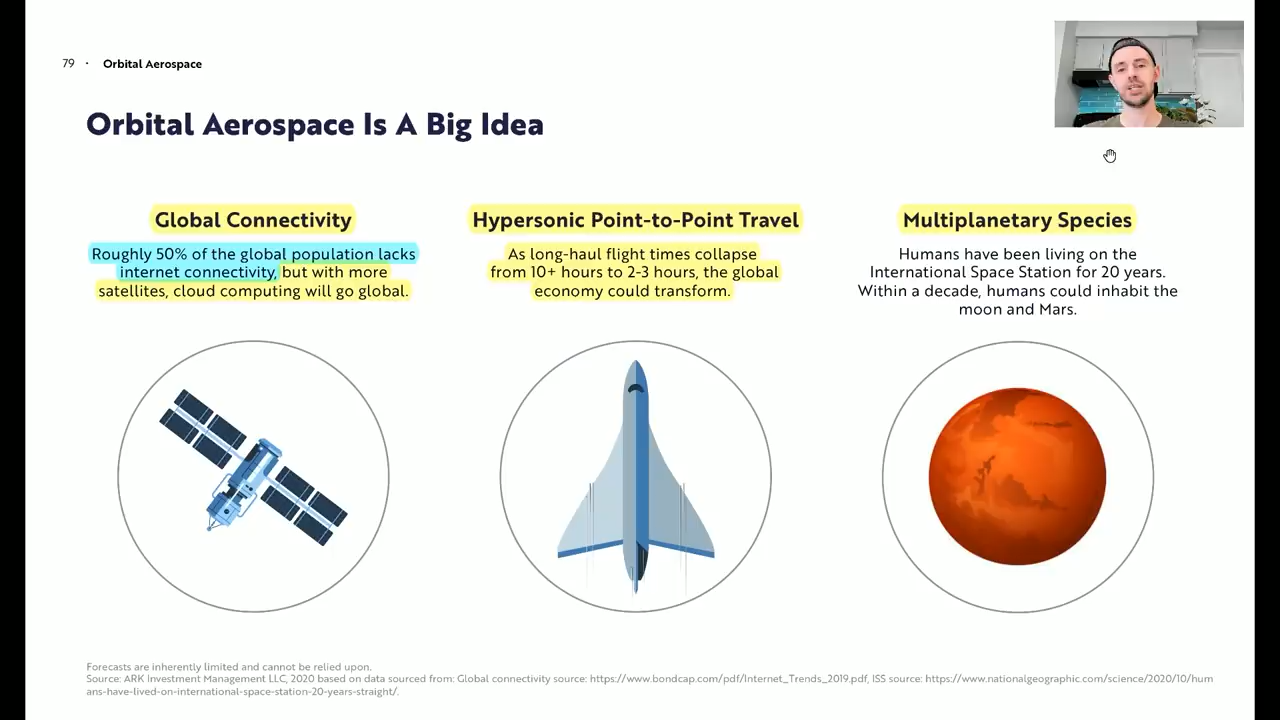 79 · Orbital Aerospace
Orbital Aerospace Is A Big Idea
Global Connectivity
Roughly 50% of the global population lacks
internet connectivity, but with more
satellites, cloud computing will go global.
Hypersonic Point-to-Point Travel
As long-haul flight times collapse
from 10+ hours to 2-3 hours, the global
economy could transform.
Multiplanetary Species
Humans have been living on the
International Space Station for 20 years.
Within a decade, humans could inhabit the
moon and Mars.
Forecasts are inherently limited and cannot be relied upon.
Source: ARK Investment Management LLC, 2020 based on data sourced from: Global connectivity source: https://www.bondcap.com/pdf/Internet_Trends_2019.pdf, ISS source: https://www.nationalgeographic.com/science/2020/10/hum
ans-have-lived-on-international-space-station-20-years-straight/.